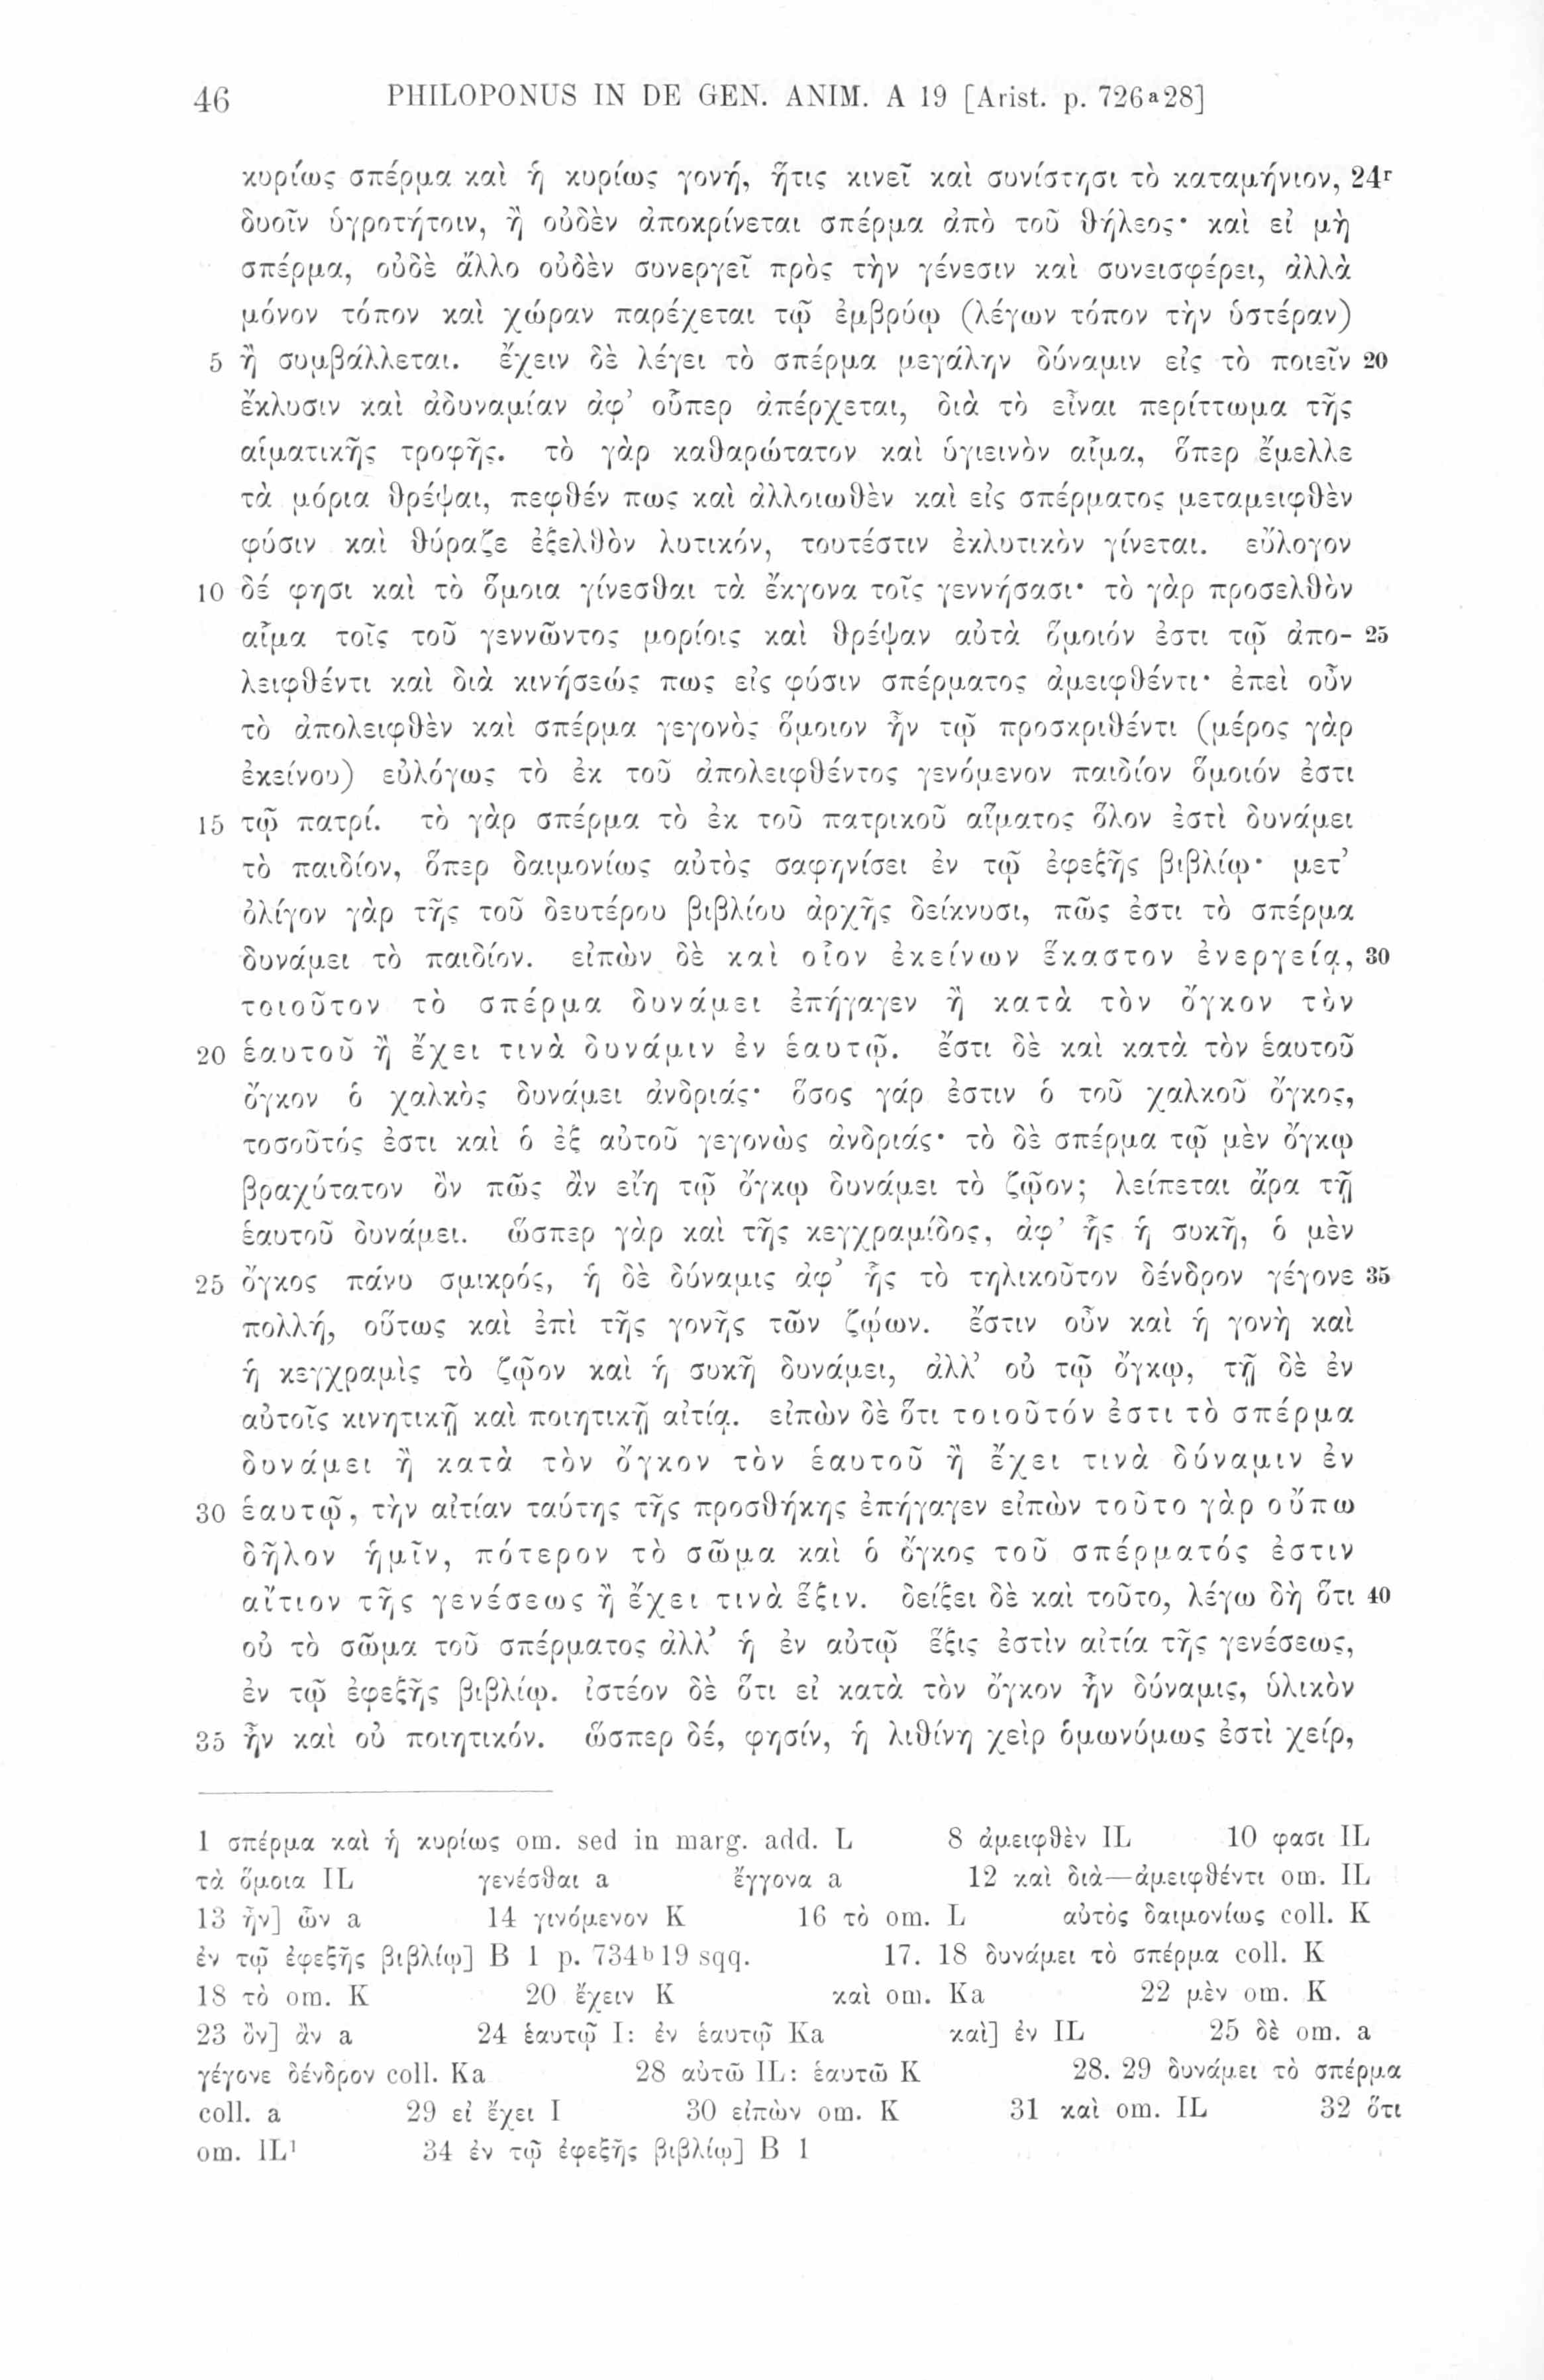 46 PHILOPONUS IN DE GEN. ANIM. A 19 [Arist. p. 726ᵃ28]
κυρίως σπέρμα καὶ ἡ κυρίως γονή, ἥτις κινεῖ καὶ συνίστησι τὸ καταμήνιον, 24ʳ
δυοῖν ὑγροτήτοιν, ἢ οὐδὲν ἀποκρίνεται σπέρμα ἀπὸ τοῦ θήλεος· καὶ εἰ μὴ
σπέρμα, οὐδὲ ἄλλο οὐδὲν συνεργεῖ πρὸς τὴν γένεσιν καὶ συνεισφέρει, ἀλλὰ
μόνον τόπον καὶ χώραν παρέχεται τῷ ἐμβρύῳ (λέγων τόπον τὴν ὑστέραν)
5 ἢ συμβάλλεται. ἔχειν δὲ λέγει τὸ σπέρμα μεγάλην δύναμιν εἰς τὸ ποιεῖν 20
ἔκλυσιν καὶ ἀδυναμίαν ἀφ’ οὗπερ ἀπέρχεται, διὰ τὸ εἶναι περίττωμα τῆς
αἱματικῆς τροφῆς. τὸ γὰρ καθαρώτατον καὶ ὑγιεινὸν αἷμα, ὅπερ ἔμελλε
τὰ μόρια θρέψαι, πεφθέν πως καὶ ἀλλοιωθὲν καὶ εἰς σπέρματος μεταμειφθὲν
φύσιν καὶ θύραζε ἐξελθὸν λυτικόν, τουτέστιν ἐκλυτικὸν γίνεται. εὔλογον
10 δέ φησι καὶ τὸ ὅμοια γίνεσθαι τὰ ἔκγονα τοῖς γεννήσασι· τὸ γὰρ προσελθὸν
αἷμα τοῖς τοῦ γεννῶντος μορίοις καὶ θρέψαν αὐτὰ ὅμοιόν ἐστι τῷ ἀπο- 25
λειφθέντι καὶ διὰ κινήσεώς πως εἰς φύσιν σπέρματος ἀμειφθέντι· ἐπεὶ οὖν
τὸ ἀπολειφθὲν καὶ σπέρμα γεγονὸς ὅμοιον ἦν τῷ προσκριθέντι (μέρος γὰρ
ἐκείνου) εὐλόγως τὸ ἐκ τοῦ ἀπολειφθέντος γενόμενον παιδίον ὅμοιόν ἐστι
15 τῷ πατρί. τὸ γὰρ σπέρμα τὸ ἐκ τοῦ πατρικοῦ αἵματος ὅλον ἐστὶ δυνάμει
τὸ παιδίον, ὅπερ δαιμονίως αὐτὸς σαφηνίσει ἐν τῷ ἐφεξῆς βιβλίῳ· μετ’
ὀλίγον γὰρ τῆς τοῦ δευτέρου βιβλίου ἀρχῆς δείκνυσι, πῶς ἐστι τὸ σπέρμα
δυνάμει τὸ παιδίον. εἰπὼν δὲ καὶ οἷον ἐκείνων ἕκαστον ἐνεργείᾳ, 30
τοιοῦτον τὸ σπέρμα δυνάμει ἐπήγαγεν ἢ κατὰ τὸν ὄγκον τὸν
20 ἑαυτοῦ ἢ ἔχει τινὰ δυνάμιν ἐν ἑαυτῷ. ἔστι δὲ καὶ κατὰ τὸν ἑαυτοῦ
ὄγκον ὁ χαλκὸς δυνάμει ἀνδριάς· ὅσος γάρ ἐστιν ὁ τοῦ χαλκοῦ ὄγκος,
τοσοῦτός ἐστι καὶ ὁ ἐξ αὐτοῦ γεγονὼς ἀνδριάς· τὸ δὲ σπέρμα τῷ μὲν ὄγκῳ
βραχύτατον ὂν πῶς ἂν εἴη τῷ ὄγκῳ δυνάμει τὸ ζῷον; λείπεται ἄρα τῇ
ἑαυτοῦ δυνάμει. ὥσπερ γὰρ καὶ τῆς κεγχραμίδος, ἀφ’ ἧς ἡ συκῆ, ὁ μὲν
25 ὄγκος πάνυ σμικρός, ἡ δὲ δύναμις ἀφ’ ἧς τὸ τηλικοῦτον δένδρον γέγονε 35
πολλή, οὕτως καὶ ἐπὶ τῆς γονῆς τῶν ζῴων. ἔστιν οὖν καὶ ἡ γονὴ καὶ
ἡ κεγχραμὶς τὸ ζῷον καὶ ἡ συκῆ δυνάμει, ἀλλ’ οὐ τῷ ὄγκῳ, τῇ δὲ ἐν
αὐτοῖς κινητικῇ καὶ ποιητικῇ αἰτίᾳ. εἰπὼν δὲ ὅτι τοιοῦτόν ἐστι τὸ σπέρμα
δυνάμει ἢ κατὰ τὸν ὄγκον τὸν ἑαυτοῦ ἢ ἔχει τινὰ δύναμιν ἐν
30 ἑαυτῷ, τὴν αἰτίαν ταύτης τῆς προσθήκης ἐπήγαγεν εἰπὼν τοῦτο γὰρ οὔπω
δῆλον ἡμῖν, πότερον τὸ σῶμα καὶ ὁ ὄγκος τοῦ σπέρματός ἐστιν
αἴτιον τῆς γενέσεως ἢ ἔχει τινὰ ἕξιν. δείξει δὲ καὶ τοῦτο, λέγω δὴ ὅτι 40
οὐ τὸ σῶμα τοῦ σπέρματος ἀλλ’ ἡ ἐν αὐτῷ ἕξις ἐστὶν αἰτία τῆς γενέσεως,
ἐν τῷ ἐφεξῆς βιβλίῳ. ἰστέον δὲ ὅτι εἰ κατὰ τὸν ὄγκον ἦν δύναμις, ὑλικὸν
35 ἦν καὶ οὐ ποιητικόν. ὥσπερ δέ, φησίν, ἡ λιθίνη χεὶρ ὁμωνύμως ἐστὶ χείρ,
1 σπέρμα καὶ ἡ κυρίως om. sed in marg. add. L 8 ἀμειφθὲν IL 10 φασι IL
τὰ ὅμοια IL γενέσθαι a ἔγγονα a 12 καὶ διὰ—ἀμειφθέντι om. IL
13 ἦν] ὢν a 14 γινόμενον K 16 τὸ om. L αὐτὸς δαιμονίως coll. K
ἐν τῷ ἐφεξῆς βιβλίῳ] B 1 p. 734ᵇ19 sqq. 17. 18 δυνάμει τὸ σπέρμα coll. K
18 τὸ om. K 20 ἔχειν K καὶ om. Ka 22 μὲν om. K
23 ὂν] ἂν a 24 ἑαυτῷ I: ἐν ἑαυτῷ Ka καὶ] ἐν IL 25 δὲ om. a
γέγονε δένδρον coll. Ka 28 αὐτῶ IL: ἑαυτῶ K 28. 29 δυνάμει τὸ σπέρμα
coll. a 29 εἰ ἔχει I 30 εἰπὼν om. K 31 καὶ om. IL 32 ὅτι
om. IL¹ 34 ἐν τῷ ἐφεξῆς βιβλίῳ] B 1